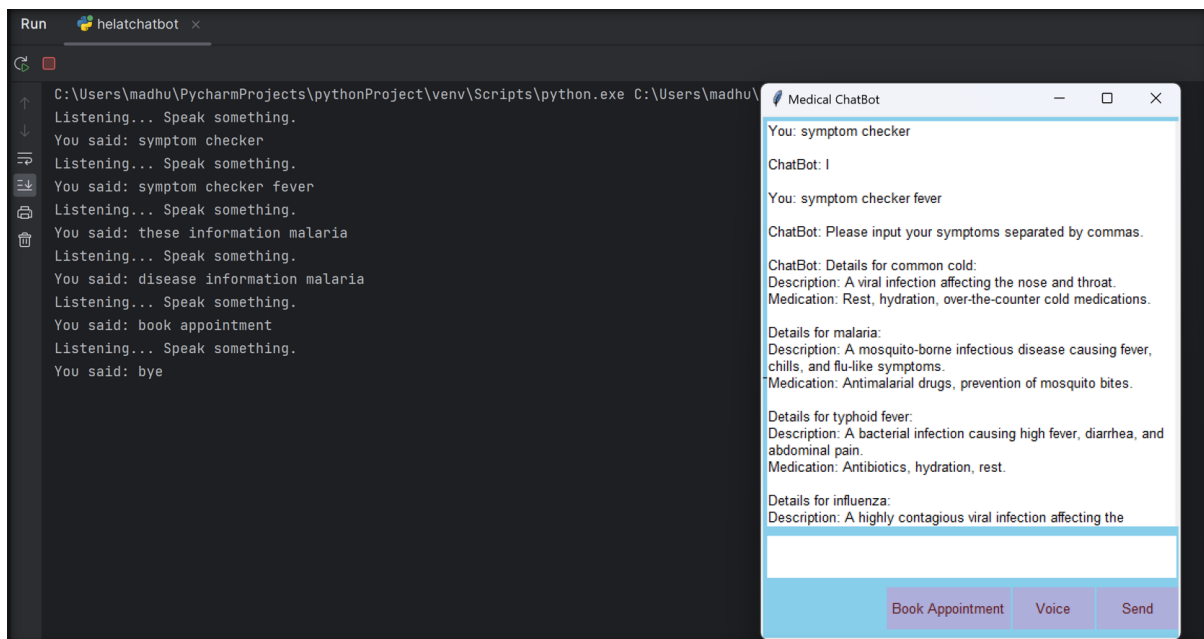 Run helatchatbot
C:\Users\madhu\PycharmProjects\pythonProject\venv\Scripts\python.exe C:\Users\madhu\
Listening... Speak something.
You said: symptom checker
Listening... Speak something.
You said: symptom checker fever
Listening... Speak something.
You said: these information malaria
Listening... Speak something.
You said: disease information malaria
Listening... Speak something.
You said: book appointment
Listening... Speak something.
You said: bye
Medical ChatBot
You: symptom checker
ChatBot: I
You: symptom checker fever
ChatBot: Please input your symptoms separated by commas.
ChatBot: Details for common cold:
Description: A viral infection affecting the nose and throat.
Medication: Rest, hydration, over-the-counter cold medications.
Details for malaria:
Description: A mosquito-borne infectious disease causing fever,
chills, and flu-like symptoms.
Medication: Antimalarial drugs, prevention of mosquito bites.
Details for typhoid fever:
Description: A bacterial infection causing high fever, diarrhea, and
abdominal pain.
Medication: Antibiotics, hydration, rest.
Details for influenza:
Description: A highly contagious viral infection affecting the
Book Appointment Voice Send